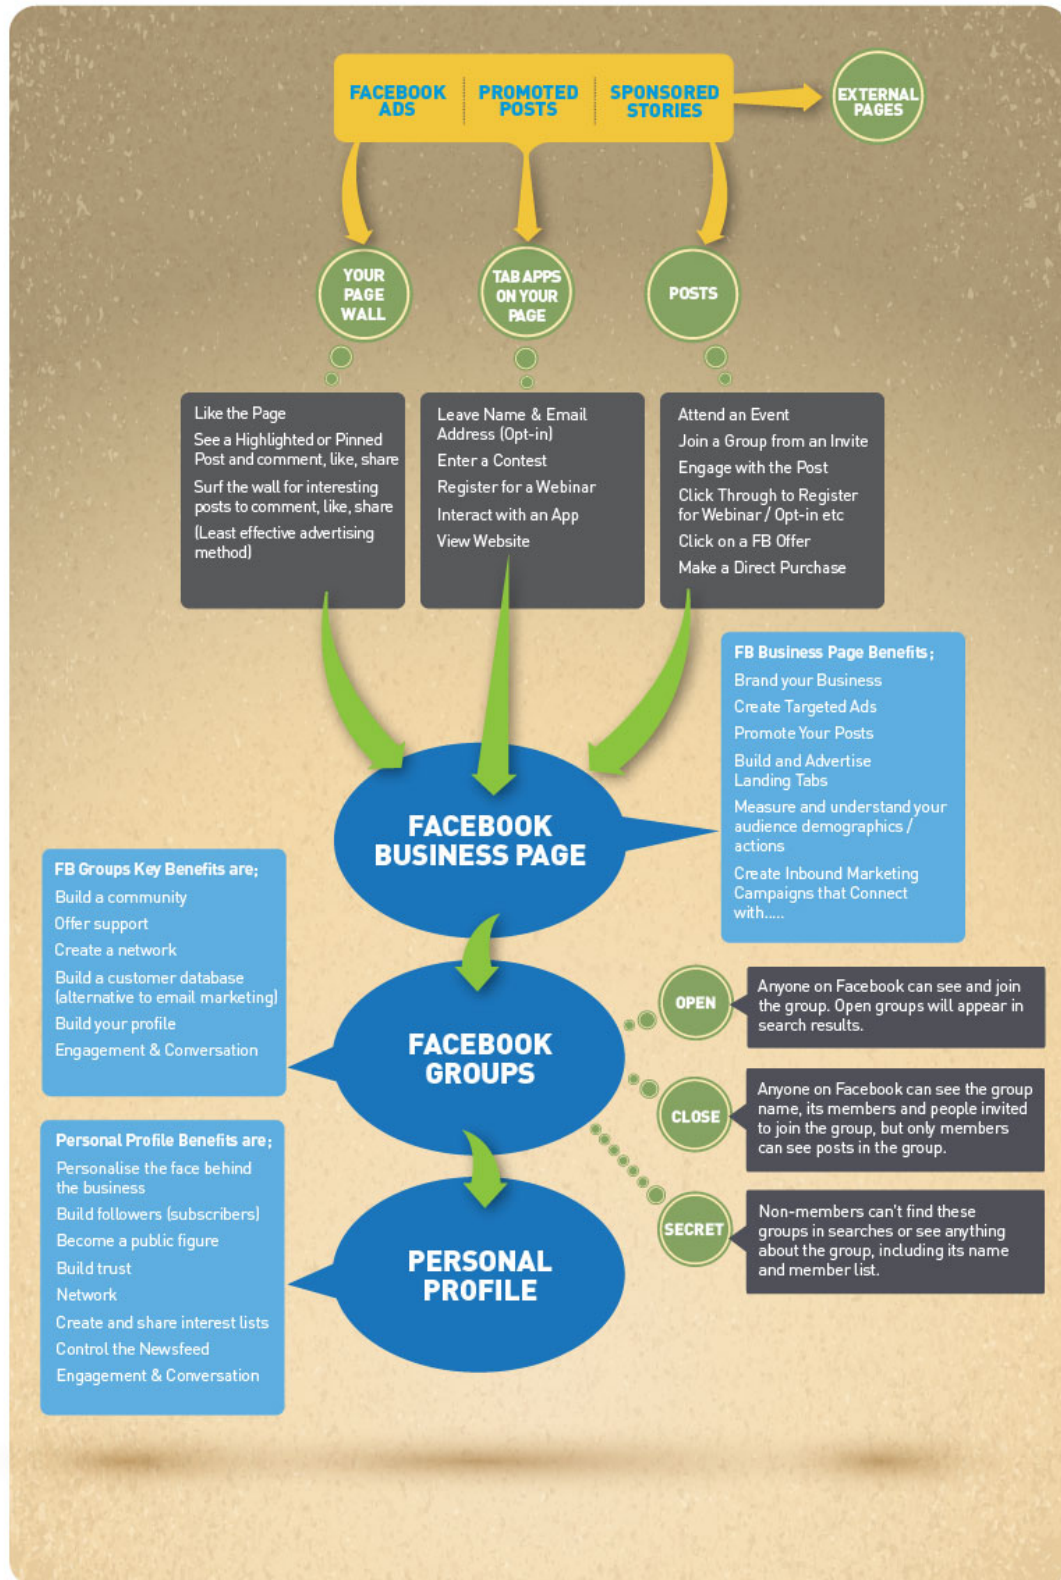 FACEBOOK
ADS
PROMOTED
POSTS
SPONSORED
STORIES
EXTERNAL
PAGES
YOUR
PAGE
WALL
TAB APPS
ON YOUR
PAGE
POSTS
Like the Page
See a Highlighted or Pinned
Post and comment, like, share
Surf the wall for interesting
posts to comment, like, share
(Least effective advertising
method)
Leave Name & Email
Address (Opt-in)
Enter a Contest
Register for a Webinar
Interact with an App
View Website
Attend an Event
Join a Group from an Invite
Engage with the Post
Click Through to Register
for Webinar / Opt-in etc
Click on a FB Offer
Make a Direct Purchase
FB Business Page Benefits;
Brand your Business
Create Targeted Ads
Promote Your Posts
Build and Advertise
Landing Tabs
Measure and understand your
audience demographics /
actions
Create Inbound Marketing
Campaigns that Connect
with.....
FACEBOOK
BUSINESS PAGE
FB Groups Key Benefits are;
Build a community
Offer support
Create a network
Build a customer database
(alternative to email marketing)
Build your profile
Engagement & Conversation
FACEBOOK
GROUPS
OPEN
Anyone on Facebook can see and join
the group. Open groups will appear in
search results.
CLOSE
Anyone on Facebook can see the group
name, its members and people invited
to join the group, but only members
can see posts in the group.
SECRET
Non-members can't find these
groups in searches or see anything
about the group, including its name
and member list.
Personal Profile Benefits are;
Personalise the face behind
the business
Build followers (subscribers)
Become a public figure
Build trust
Network
Create and share interest lists
Control the Newsfeed
Engagement & Conversation
PERSONAL
PROFILE